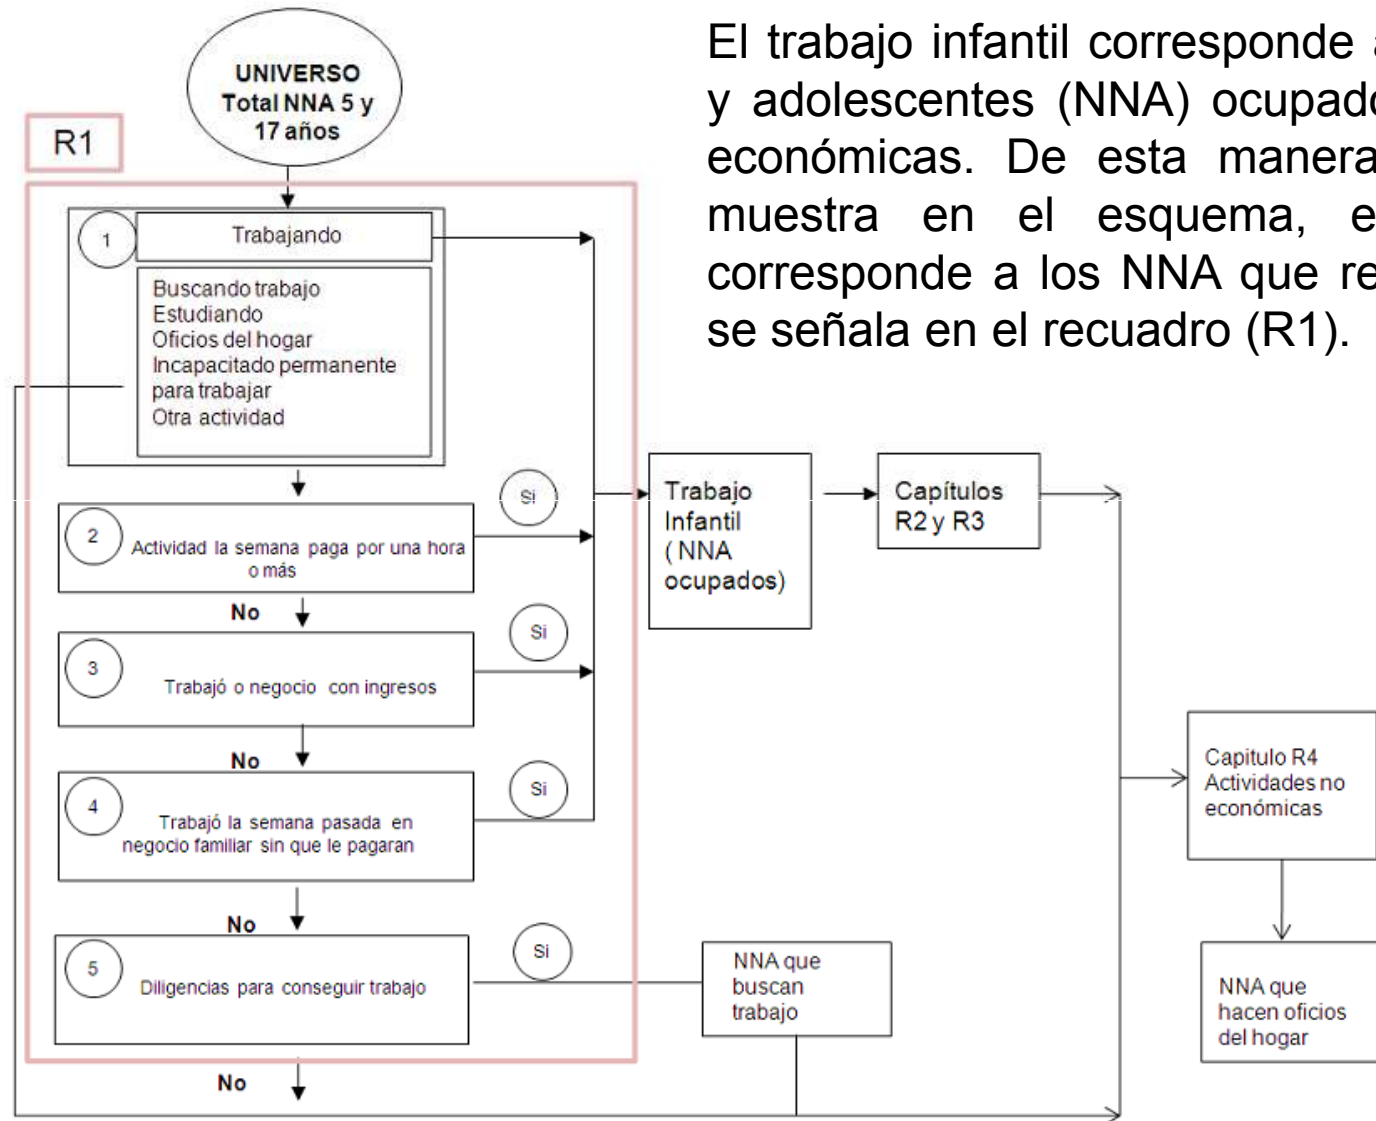 El trabajo infantil corresponde
y adolescentes (NNA)
económicas. De esta manera
muestra en el esquema,
corresponde a los NNA que
se señala en el recuadro (R1).
UNIVERSO
Total NNA 5 y
17 años
R1
1
Trabajando
Buscando trabajo
Estudiando
Oficios del hogar
Incapacitado permanente
para trabajar
Otra actividad
Si
2
Actividad la semana paga por una hora
o más
No
Si
3
Trabajó o negocio con ingresos
No
Si
4
Trabajó la semana pasada en
negocio familiar sin que le pagaran
No
Si
5
Diligencias para conseguir trabajo
No
Trabajo
Infantil
( NNA
ocupados)
Capítulos
R2 y R3
NNA que
buscan
trabajo
Capitulo R4
Actividades no
económicas
NNA que
hacen oficios
del hogar